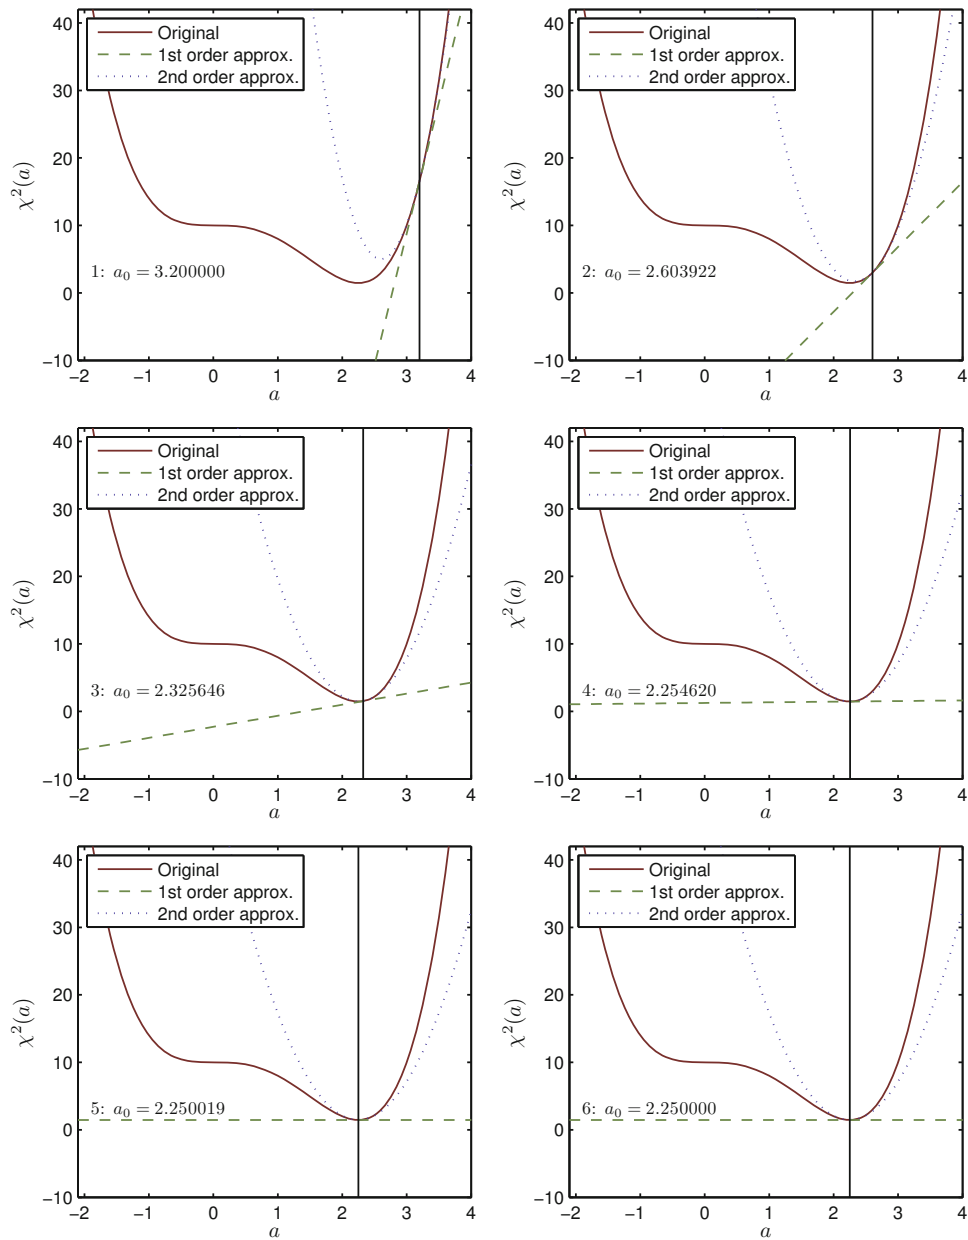 40
30
20
10
0
−10
−2 −1 0 1 2 3 4
χ²(a)
a
Original
1st order approx.
2nd order approx.
1: a₀ = 3.200000
40
30
20
10
0
−10
−2 −1 0 1 2 3 4
χ²(a)
a
Original
1st order approx.
2nd order approx.
2: a₀ = 2.603922
40
30
20
10
0
−10
−2 −1 0 1 2 3 4
χ²(a)
a
Original
1st order approx.
2nd order approx.
3: a₀ = 2.325646
40
30
20
10
0
−10
−2 −1 0 1 2 3 4
χ²(a)
a
Original
1st order approx.
2nd order approx.
4: a₀ = 2.254620
40
30
20
10
0
−10
−2 −1 0 1 2 3 4
χ²(a)
a
Original
1st order approx.
2nd order approx.
5: a₀ = 2.250019
40
30
20
10
0
−10
−2 −1 0 1 2 3 4
χ²(a)
a
Original
1st order approx.
2nd order approx.
6: a₀ = 2.250000